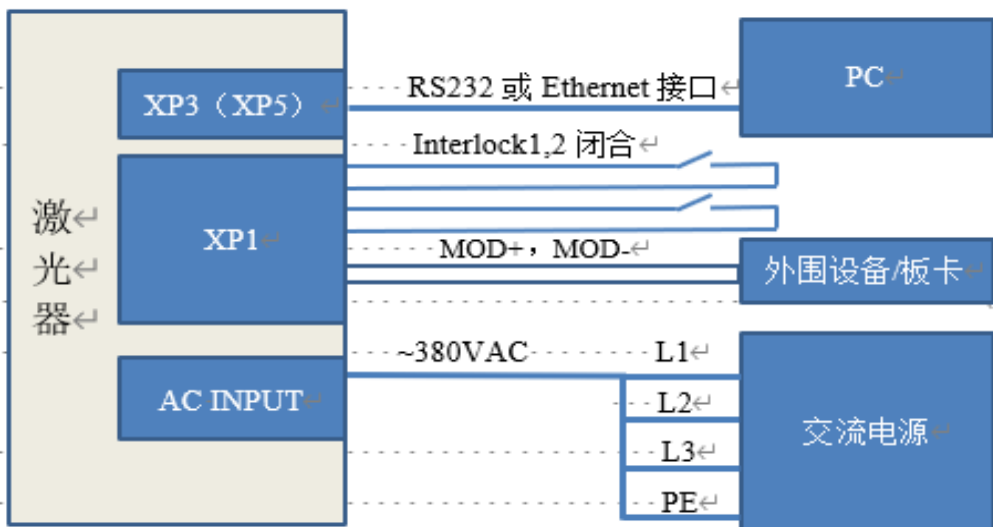 激
光
器
XP3（XP5）
XP1
AC INPUT
RS232 或 Ethernet 接口
Interlock1,2 闭合
MOD+，MOD-
~380VAC
L1
L2
L3
PE
PC
外围设备/板卡
交流电源